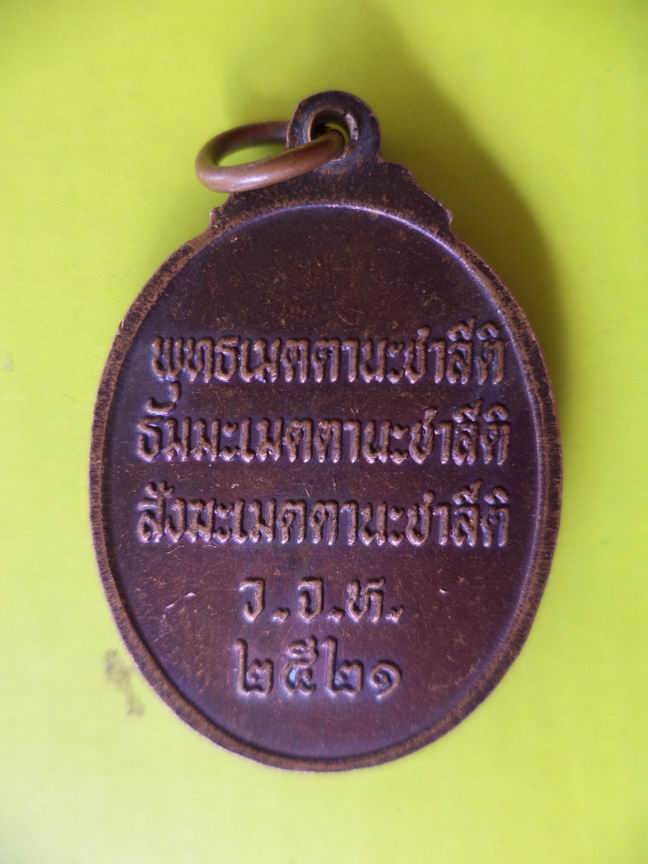 พุทธเมตตานะชาลีติ
ธัมมะเมตตานะชาลีติ
สังฆะเมตตานะชาลีติ
ว.จ.ห.
๒๕๒๑